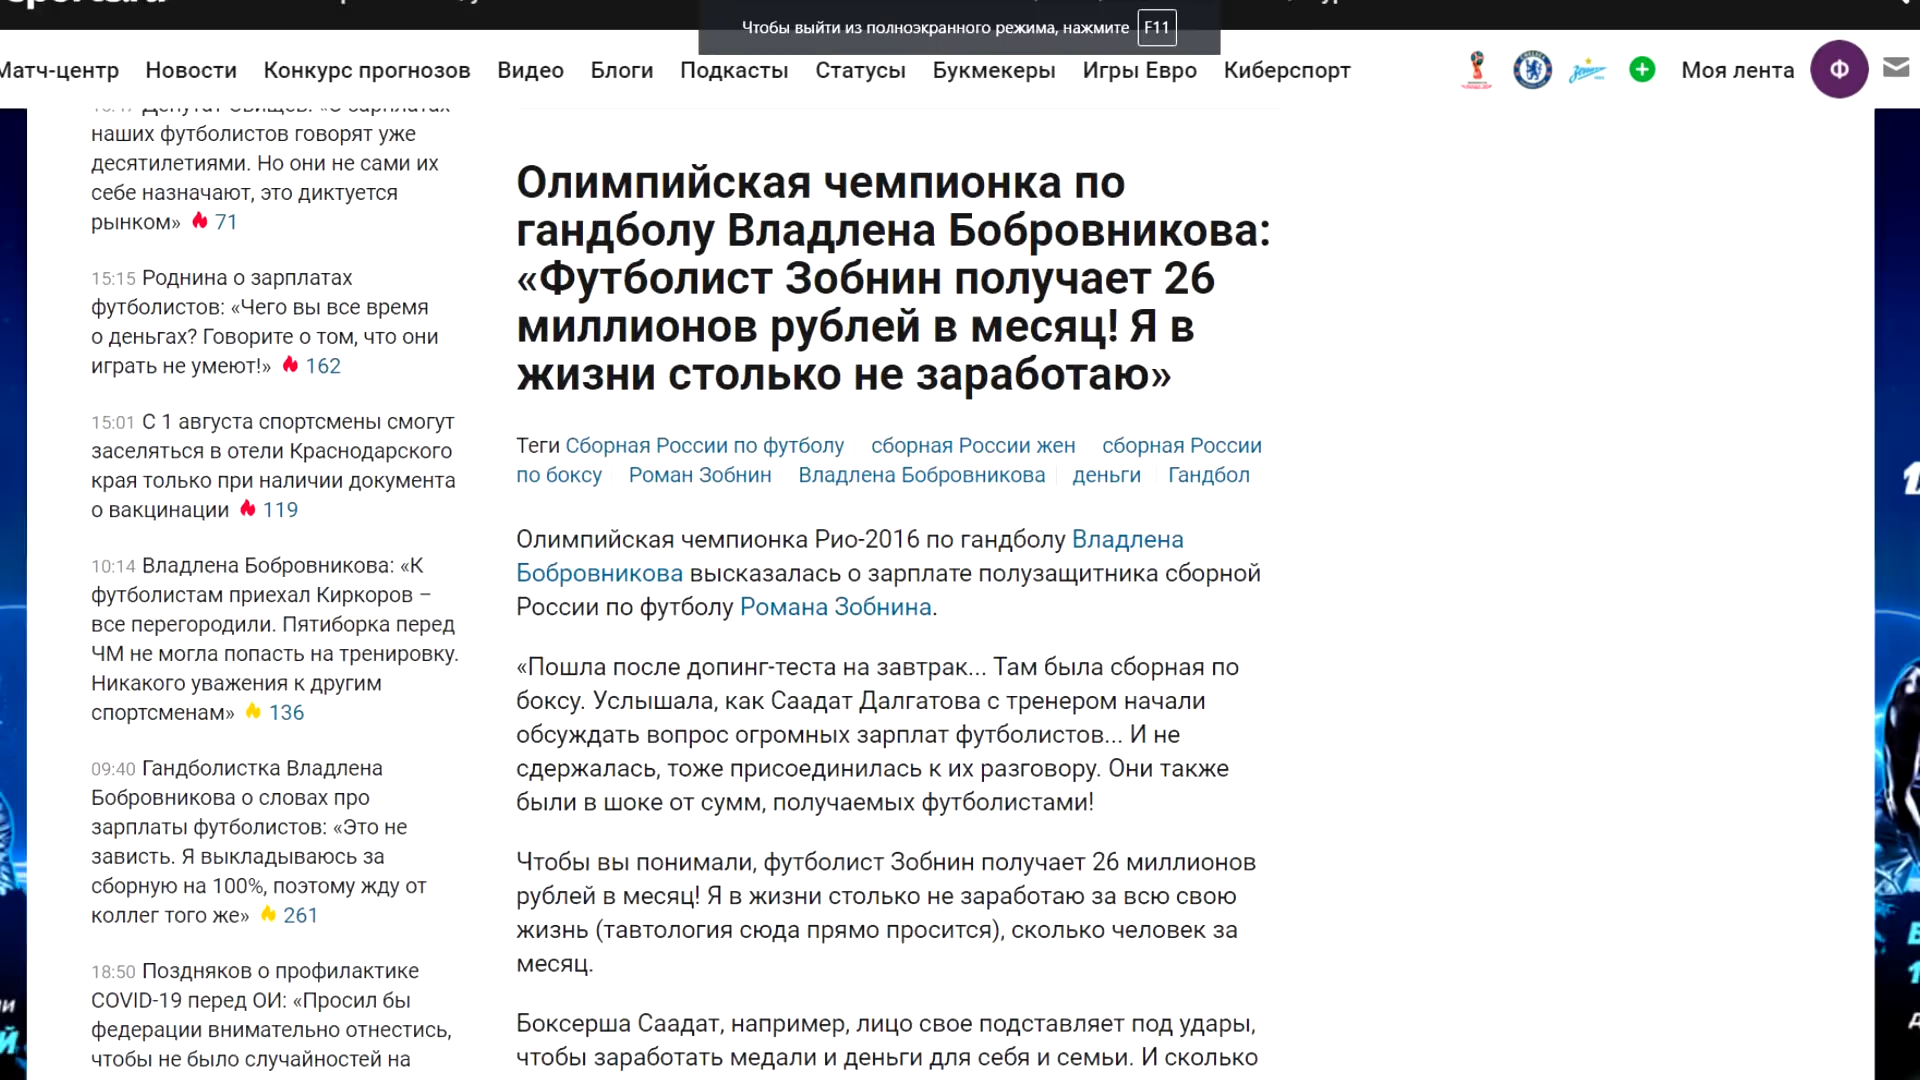 Чтобы выйти из полноэкранного режима, нажмите F11
Матч-центр Новости Конкурс прогнозов Видео Блоги Подкасты Статусы Букмекеры Игры Евро Киберспорт Моя лента Ф
наших футболистов говорят уже
десятилетиями. Но они не сами их
себе назначают, это диктуется
рынком» 71
15:15 Роднина о зарплатах
футболистов: «Чего вы все время
о деньгах? Говорите о том, что они
играть не умеют!» 162
15:01 С 1 августа спортсмены смогут
заселяться в отели Краснодарского
края только при наличии документа
о вакцинации 119
10:14 Владлена Бобровникова: «К
футболистам приехал Киркоров –
все перегородили. Пятиборка перед
ЧМ не могла попасть на тренировку.
Никакого уважения к другим
спортсменам» 136
09:40 Гандболистка Владлена
Бобровникова о словах про
зарплаты футболистов: «Это не
зависть. Я выкладываюсь за
сборную на 100%, поэтому жду от
коллег того же» 261
18:50 Поздняков о профилактике
COVID-19 перед ОИ: «Просил бы
федерации внимательно отнестись,
чтобы не было случайностей на
Олимпийская чемпионка по
гандболу Владлена Бобровникова:
«Футболист Зобнин получает 26
миллионов рублей в месяц! Я в
жизни столько не заработаю»
Теги Сборная России по футболу сборная России жен сборная России
по боксу Роман Зобнин Владлена Бобровникова деньги Гандбол
Олимпийская чемпионка Рио-2016 по гандболу Владлена
Бобровникова высказалась о зарплате полузащитника сборной
России по футболу Романа Зобнина.
«Пошла после допинг-теста на завтрак... Там была сборная по
боксу. Услышала, как Саадат Далгатова с тренером начали
обсуждать вопрос огромных зарплат футболистов... И не
сдержалась, тоже присоединилась к их разговору. Они также
были в шоке от сумм, получаемых футболистами!
Чтобы вы понимали, футболист Зобнин получает 26 миллионов
рублей в месяц! Я в жизни столько не заработаю за всю свою
жизнь (тавтология сюда прямо просится), сколько человек за
месяц.
Боксерша Саадат, например, лицо свое подставляет под удары,
чтобы заработать медали и деньги для себя и семьи. И сколько